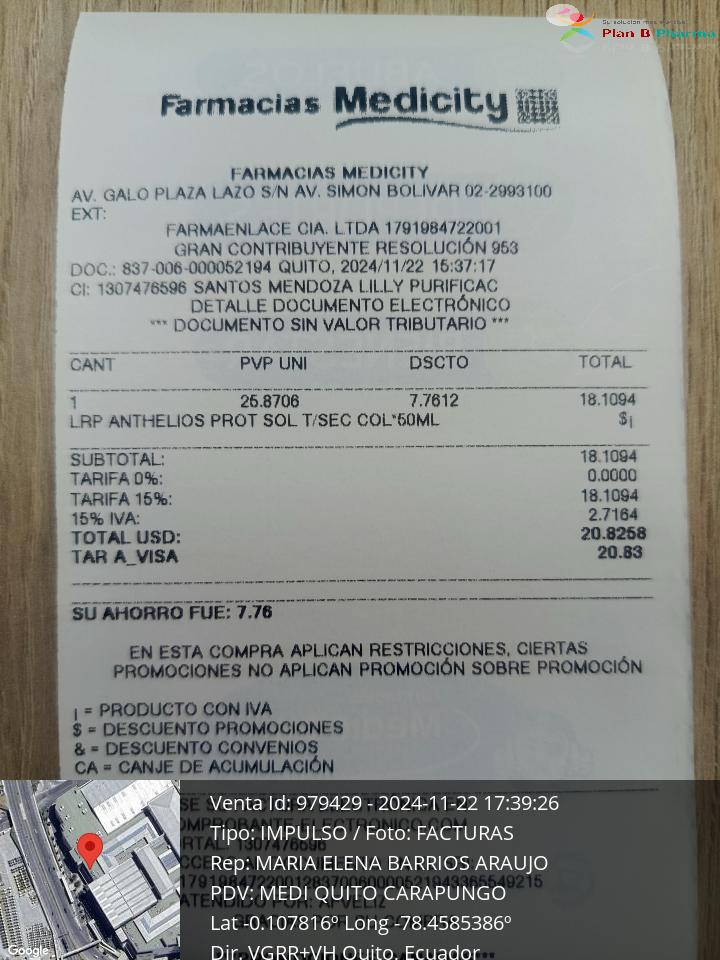 Su solución más efectiva
Plan B Pharma
Farmacias Medicity
FARMACIAS MEDICITY
AV. GALO PLAZA LAZO S/N AV. SIMON BOLIVAR 02-2993100
EXT:
FARMAENLACE CIA. LTDA 1791984722001
GRAN CONTRIBUYENTE RESOLUCIÓN 953
DOC.: 837-006-000052194 QUITO, 2024/11/22 15:37:17
CI: 1307476596 SANTOS MENDOZA LILLY PURIFICAC
DETALLE DOCUMENTO ELECTRÓNICO
*** DOCUMENTO SIN VALOR TRIBUTARIO ***
CANT PVP UNI DSCTO TOTAL
1 25.8706 7.7612 18.1094
LRP ANTHELIOS PROT SOL T/SEC COL*50ML $¡
SUBTOTAL: 18.1094
TARIFA 0%: 0.0000
TARIFA 15%: 18.1094
15% IVA: 2.7164
TOTAL USD: 20.8258
TAR A_VISA 20.83
SU AHORRO FUE: 7.76
EN ESTA COMPRA APLICAN RESTRICCIONES, CIERTAS
PROMOCIONES NO APLICAN PROMOCIÓN SOBRE PROMOCIÓN
¡ = PRODUCTO CON IVA
$ = DESCUENTO PROMOCIONES
& = DESCUENTO CONVENIOS
CA = CANJE DE ACUMULACIÓN
Venta Id: 979429 - 2024-11-22 17:39:26
Tipo: IMPULSO / Foto: FACTURAS
Rep: MARIA ELENA BARRIOS ARAUJO
PDV: MEDI QUITO CARAPUNGO
Lat -0.107816º Long -78.4585386º
Dir. VGRR+VH Quito, Ecuador
Google